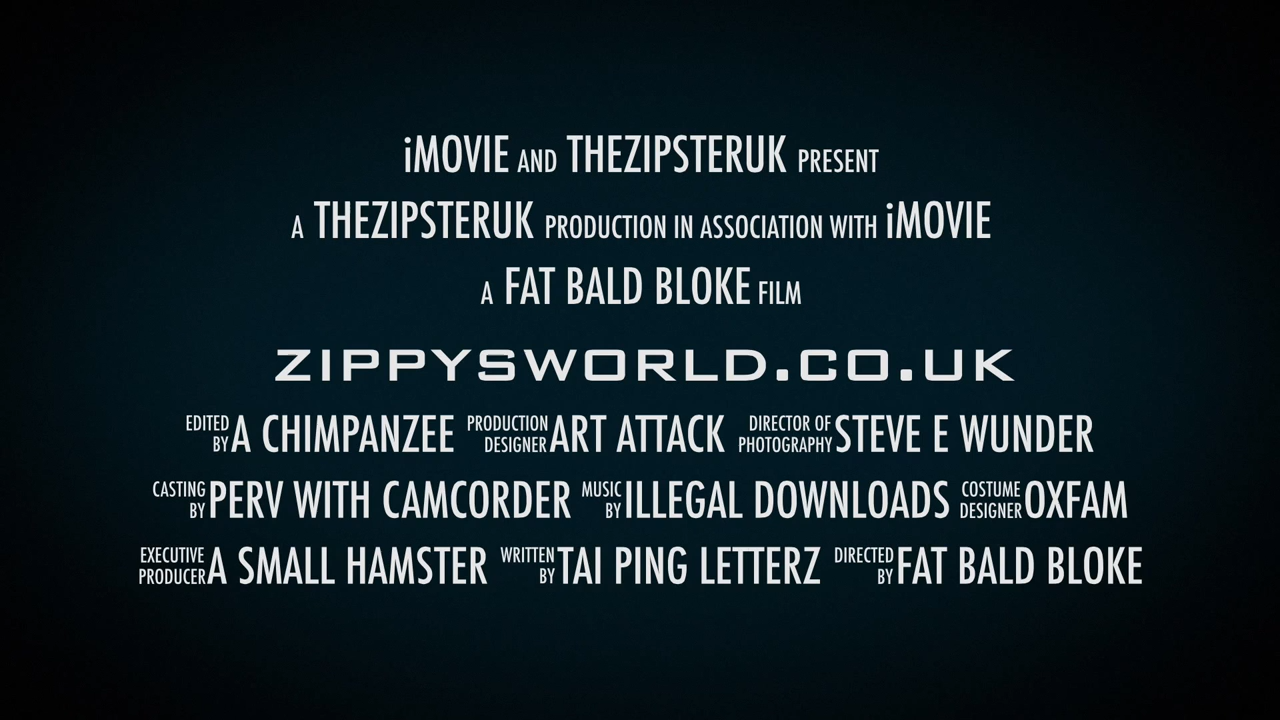 iMOVIE AND THEZIPSTERUK PRESENT
A THEZIPSTERUK PRODUCTION IN ASSOCIATION WITH iMOVIE
A FAT BALD BLOKE FILM
ZIPPYSWORLD.CO.UK
EDITED BY A CHIMPANZEE PRODUCTION DESIGNER ART ATTACK DIRECTOR OF PHOTOGRAPHY STEVE E WUNDER
CASTING BY PERV WITH CAMCORDER MUSIC BY ILLEGAL DOWNLOADS COSTUME DESIGNER OXFAM
EXECUTIVE PRODUCER A SMALL HAMSTER WRITTEN BY TAI PING LETTERZ DIRECTED BY FAT BALD BLOKE